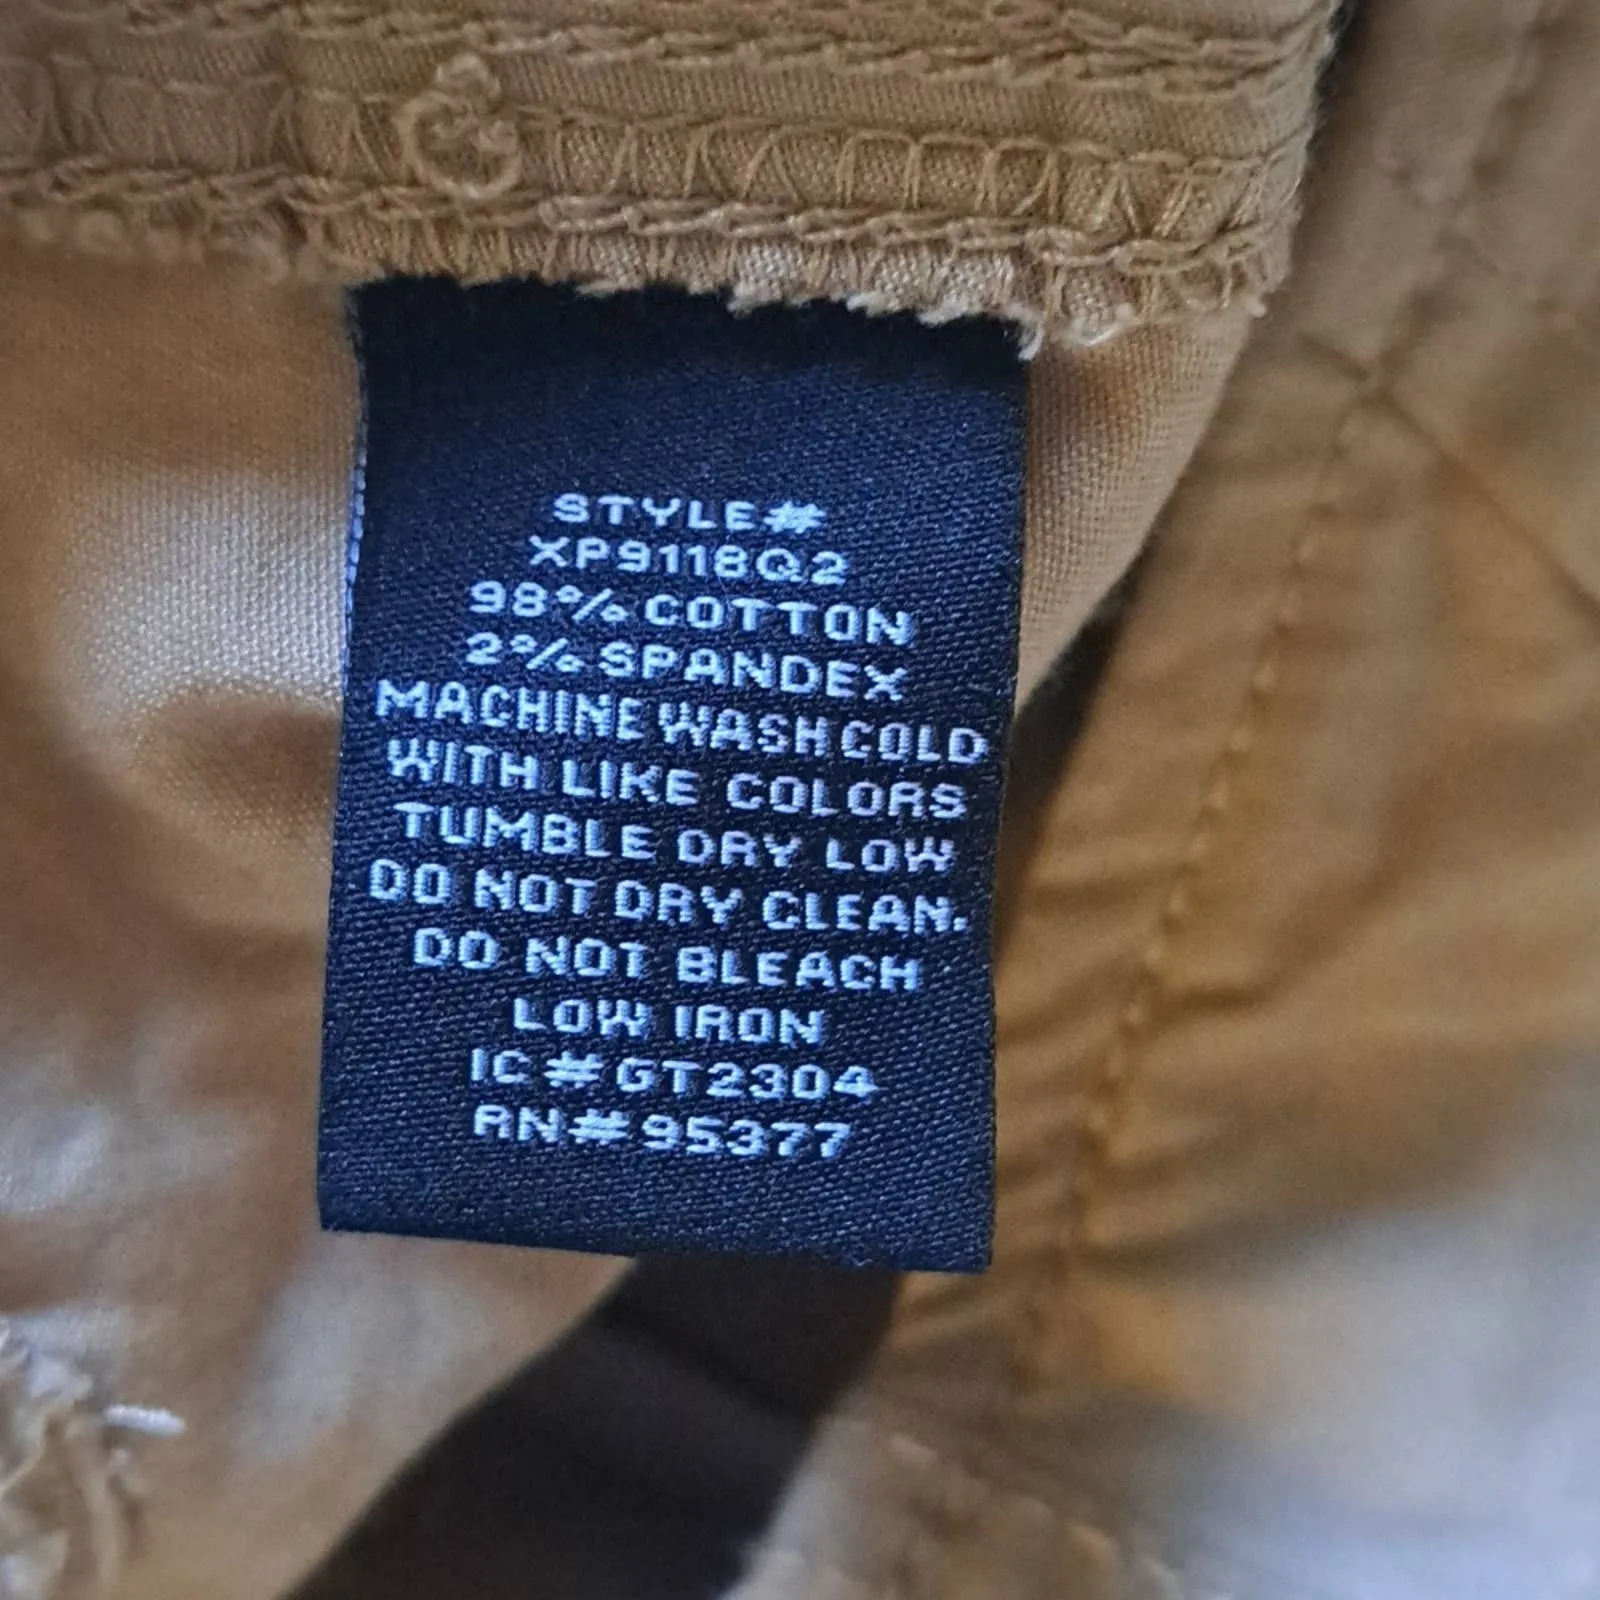 STYLE#
XP9118Q2
98% COTTON
2% SPANDEX
MACHINE WASH COLD
WITH LIKE COLORS
TUMBLE DRY LOW
DO NOT DRY CLEAN.
DO NOT BLEACH
LOW IRON
IC#GT2304
RN#95377